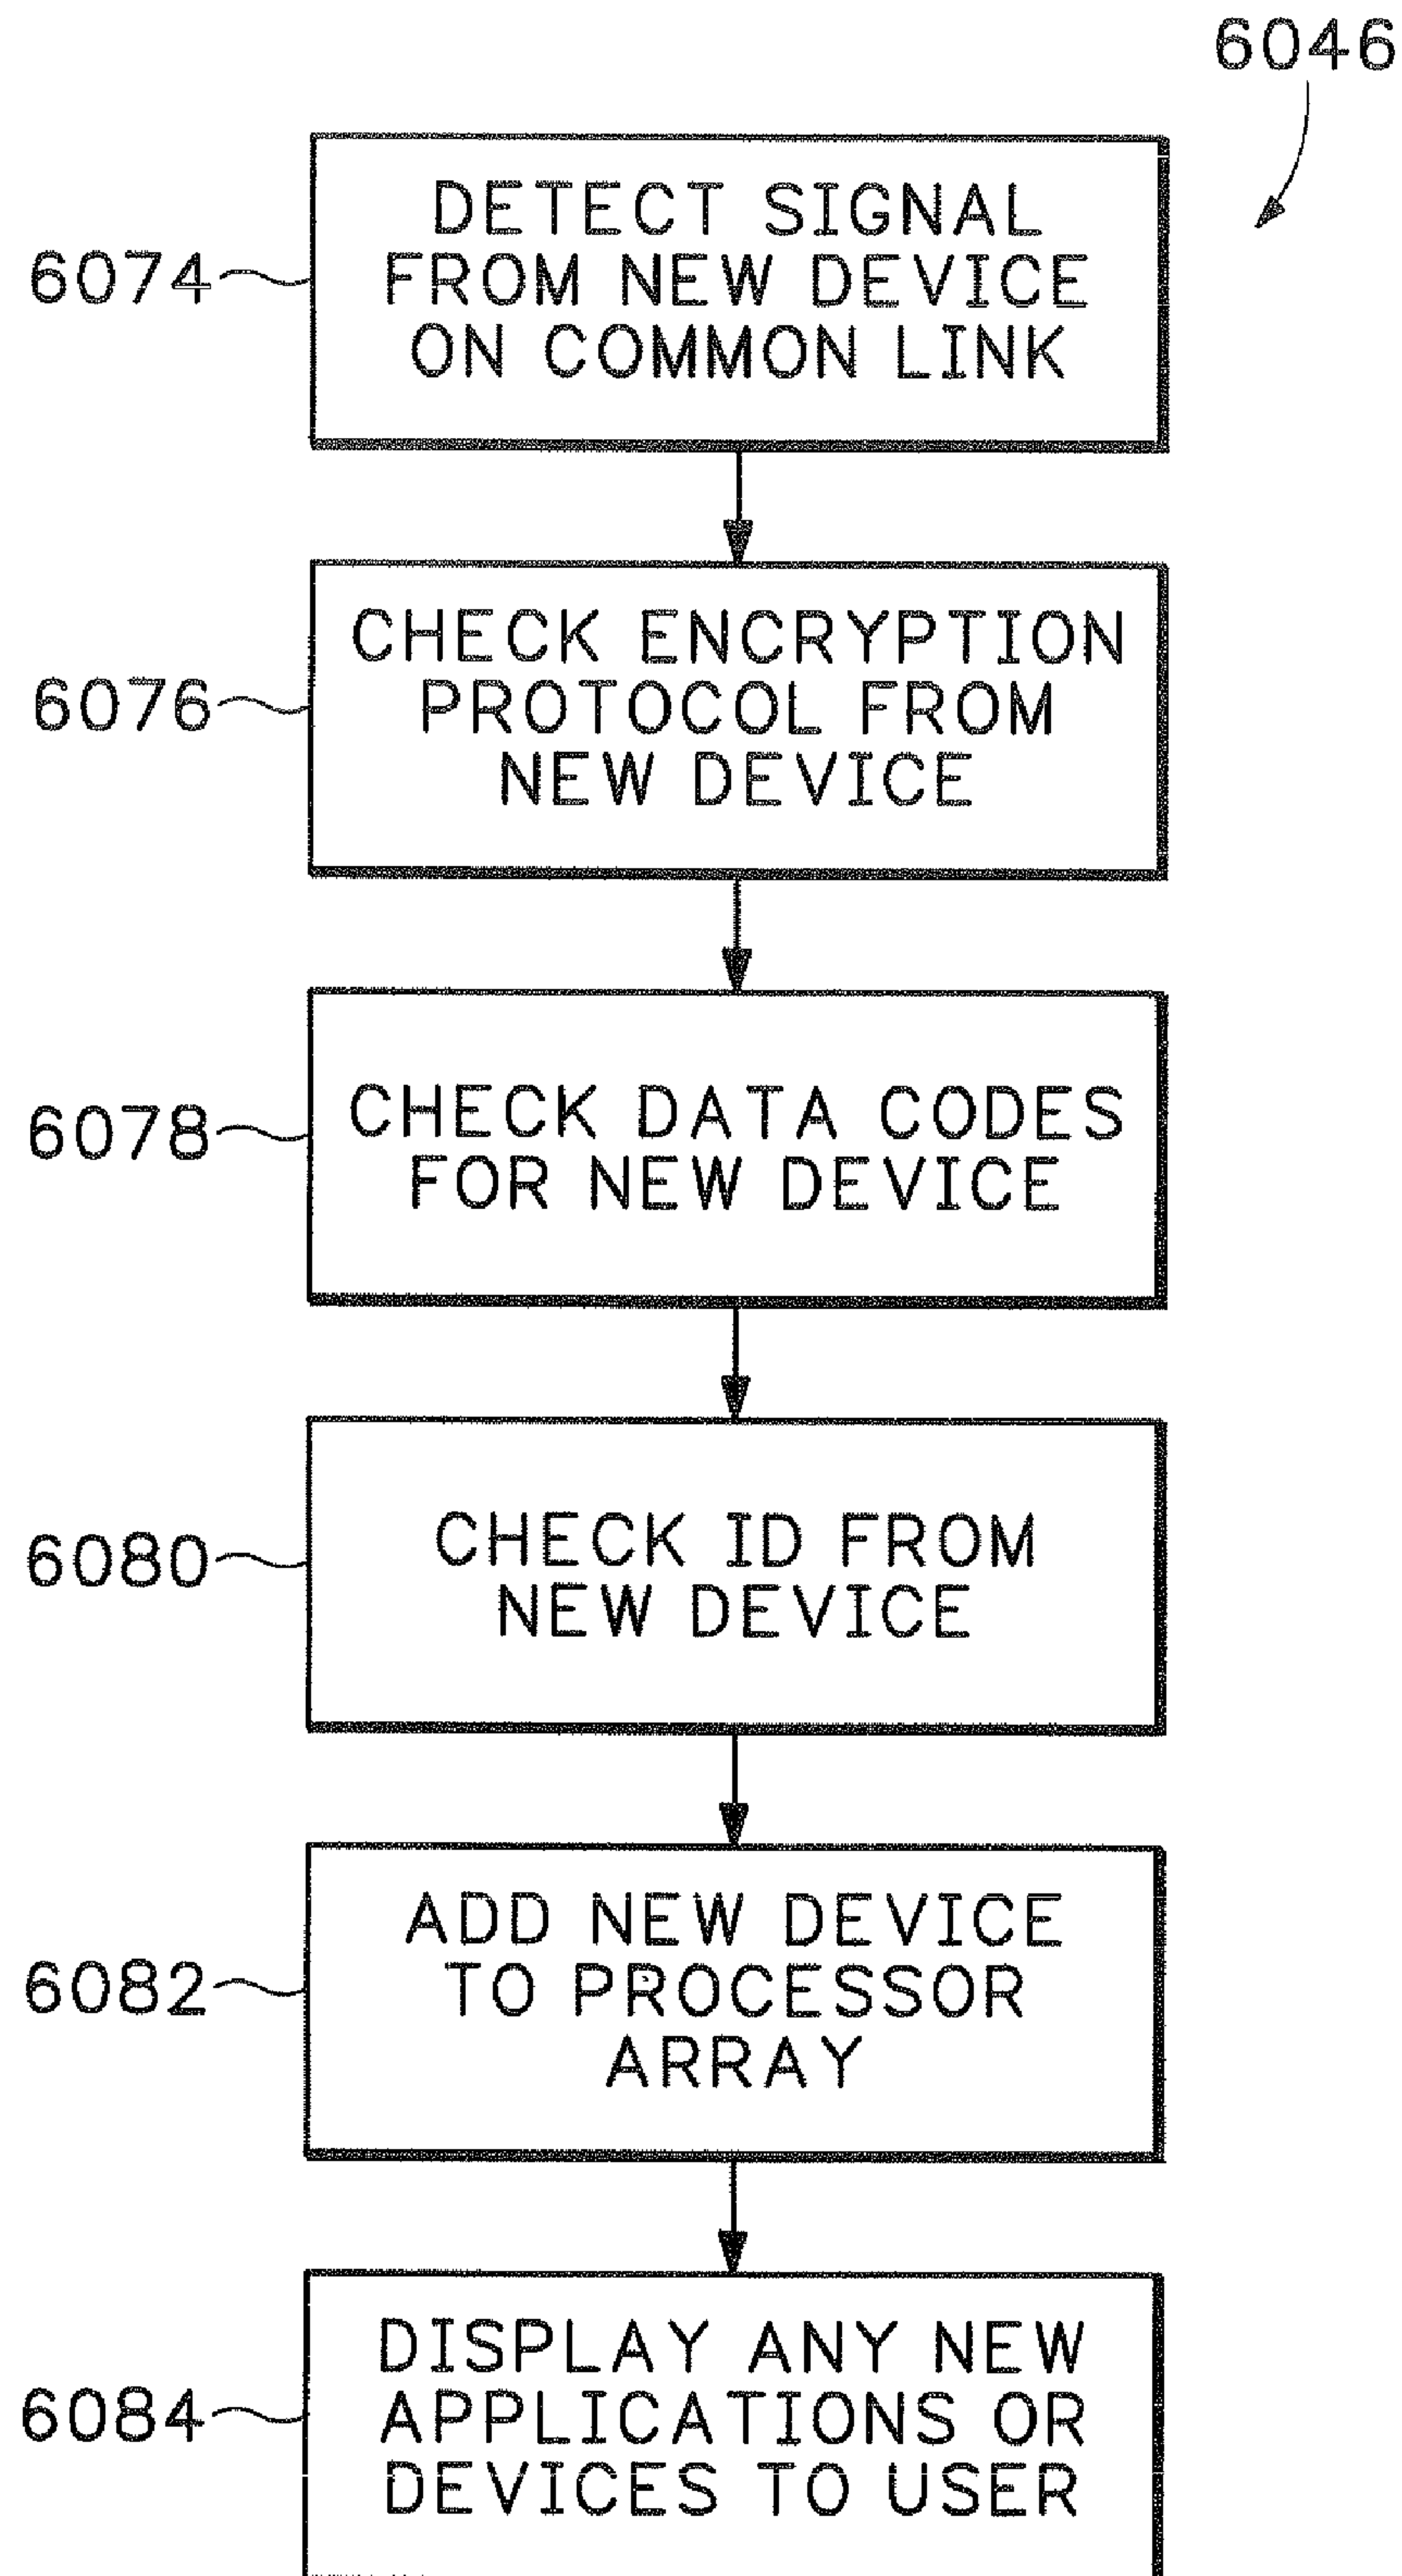 6046
DETECT SIGNAL
FROM NEW DEVICE
ON COMMON LINK
6074
CHECK ENCRYPTION
PROTOCOL FROM
NEW DEVICE
6076
CHECK DATA CODES
FOR NEW DEVICE
6078
CHECK ID FROM
NEW DEVICE
6080
ADD NEW DEVICE
TO PROCESSOR
ARRAY
6082
DISPLAY ANY NEW
APPLICATIONS OR
DEVICES TO USER
6084